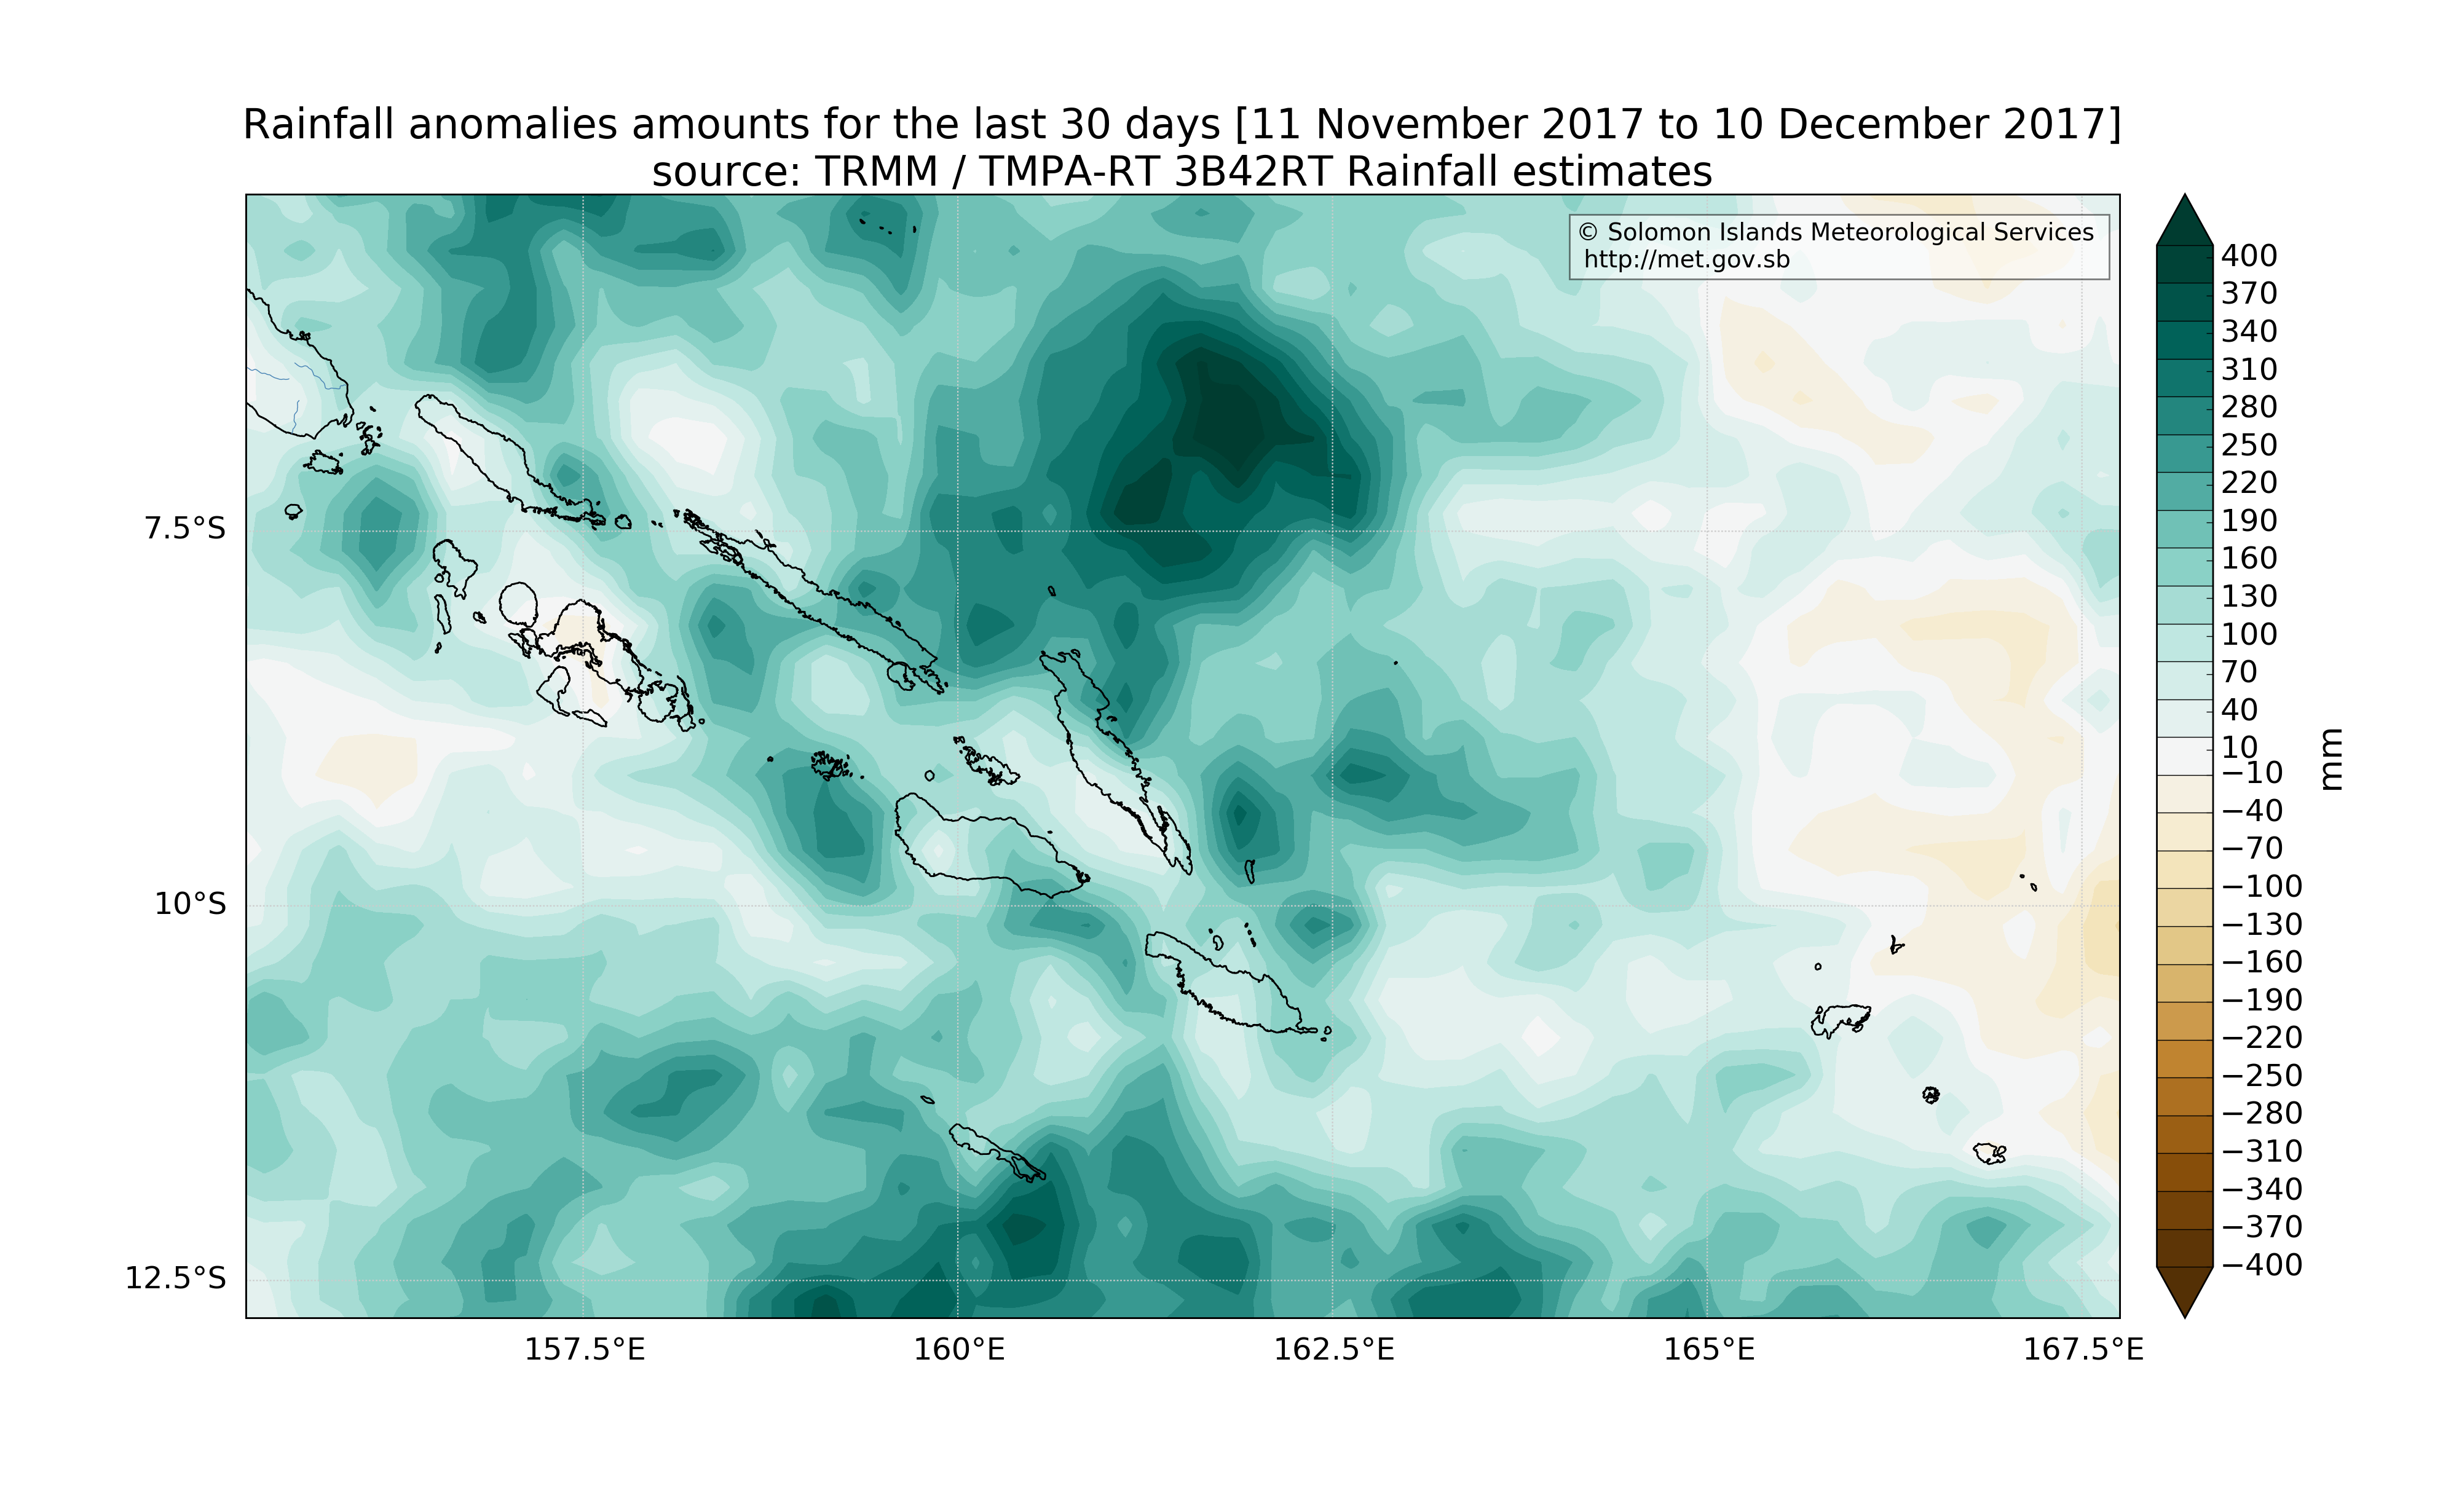 Rainfall anomalies amounts for the last 30 days [11 November 2017 to 10 December 2017]
source: TRMM / TMPA-RT 3B42RT Rainfall estimates
© Solomon Islands Meteorological Services
http://met.gov.sb
7.5°S
10°S
12.5°S
157.5°E
160°E
162.5°E
165°E
167.5°E
400
370
340
310
280
250
220
190
160
130
100
70
40
10
−10
−40
−70
−100
−130
−160
−190
−220
−250
−280
−310
−340
−370
−400
mm